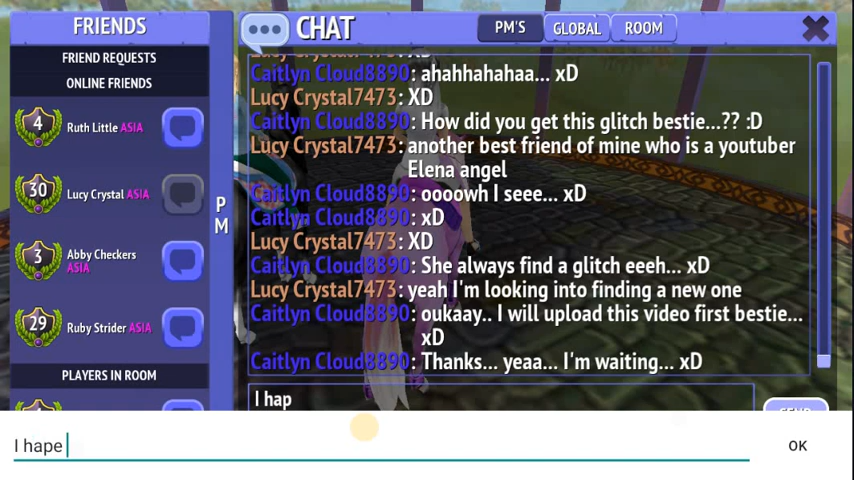 FRIENDS
FRIEND REQUESTS
ONLINE FRIENDS
4
Ruth Little ASIA
30
Lucy Crystal ASIA
3
Abby Checkers
ASIA
29
Ruby Strider ASIA
PLAYERS IN ROOM
P
M
CHAT
PM'S
GLOBAL
ROOM
Caitlyn Cloud8890: ahahhahahaa... xD
Lucy Crystal7473: XD
Caitlyn Cloud8890: How did you get this glitch bestie...?? :D
Lucy Crystal7473: another best friend of mine who is a youtuber
Elena angel
Caitlyn Cloud8890: oooowh I seee... xD
Caitlyn Cloud8890: xD
Lucy Crystal7473: XD
Caitlyn Cloud8890: She always find a glitch eeeh... xD
Lucy Crystal7473: yeah I'm looking into finding a new one
Caitlyn Cloud8890: oukaay.. I will upload this video first bestie...
xD
Caitlyn Cloud8890: Thanks... yeaa... I'm waiting... xD
I hap
I hape
OK